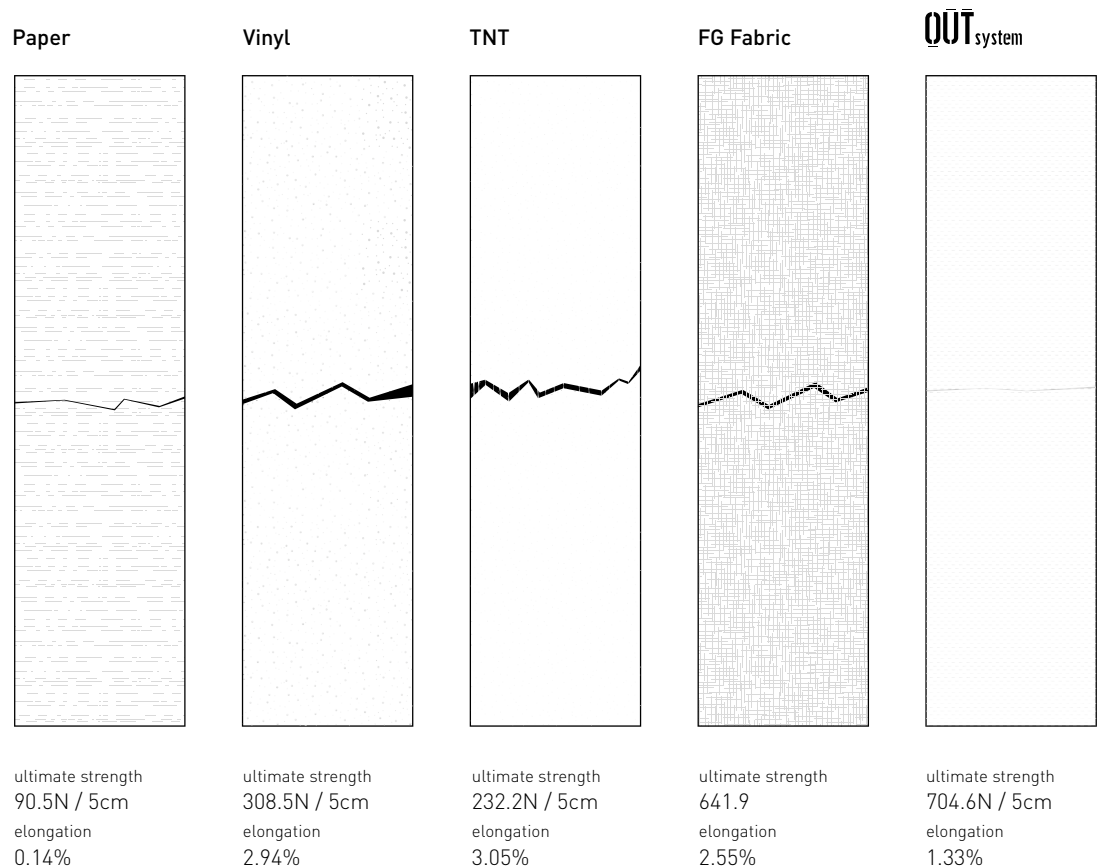 Paper
Vinyl
TNT
FG Fabric
OUT system
ultimate strength
90.5N / 5cm
elongation
0.14%
ultimate strength
308.5N / 5cm
elongation
2.94%
ultimate strength
232.2N / 5cm
elongation
3.05%
ultimate strength
641.9
elongation
2.55%
ultimate strength
704.6N / 5cm
elongation
1.33%